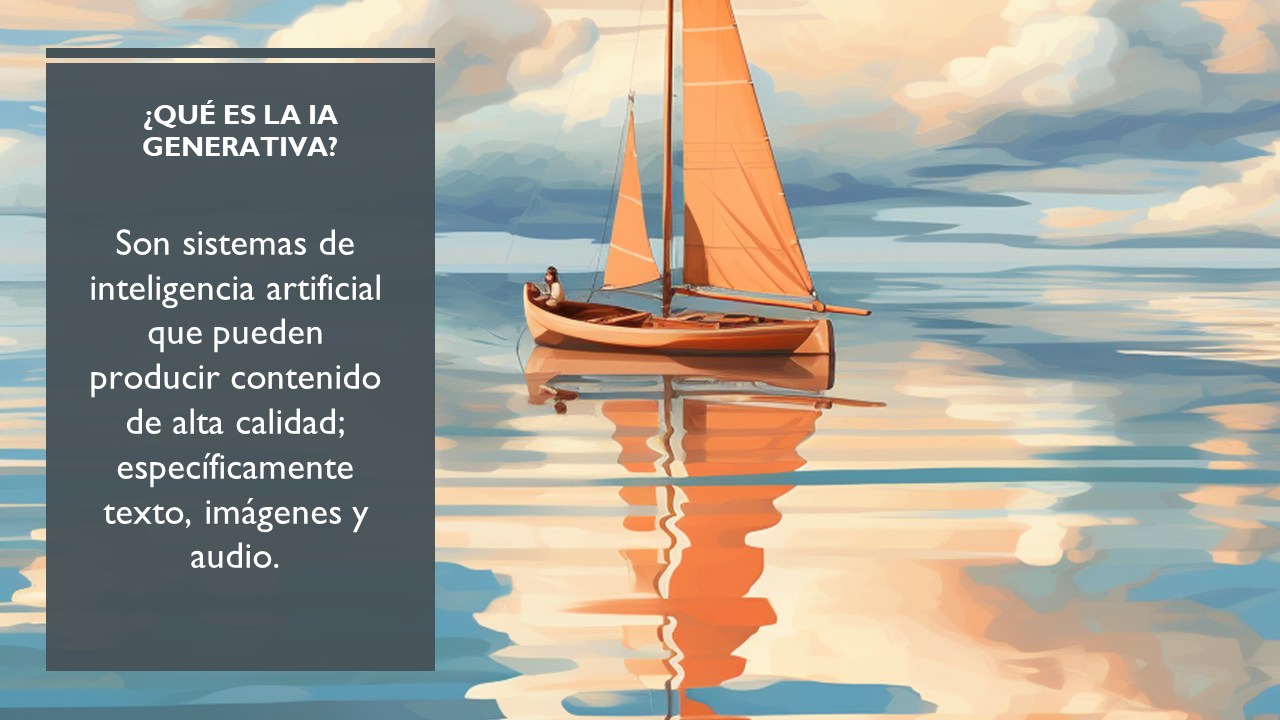 ¿QUÉ ES LA IA
GENERATIVA?
Son sistemas de
inteligencia artificial
que pueden
producir contenido
de alta calidad;
específicamente
texto, imágenes y
audio.